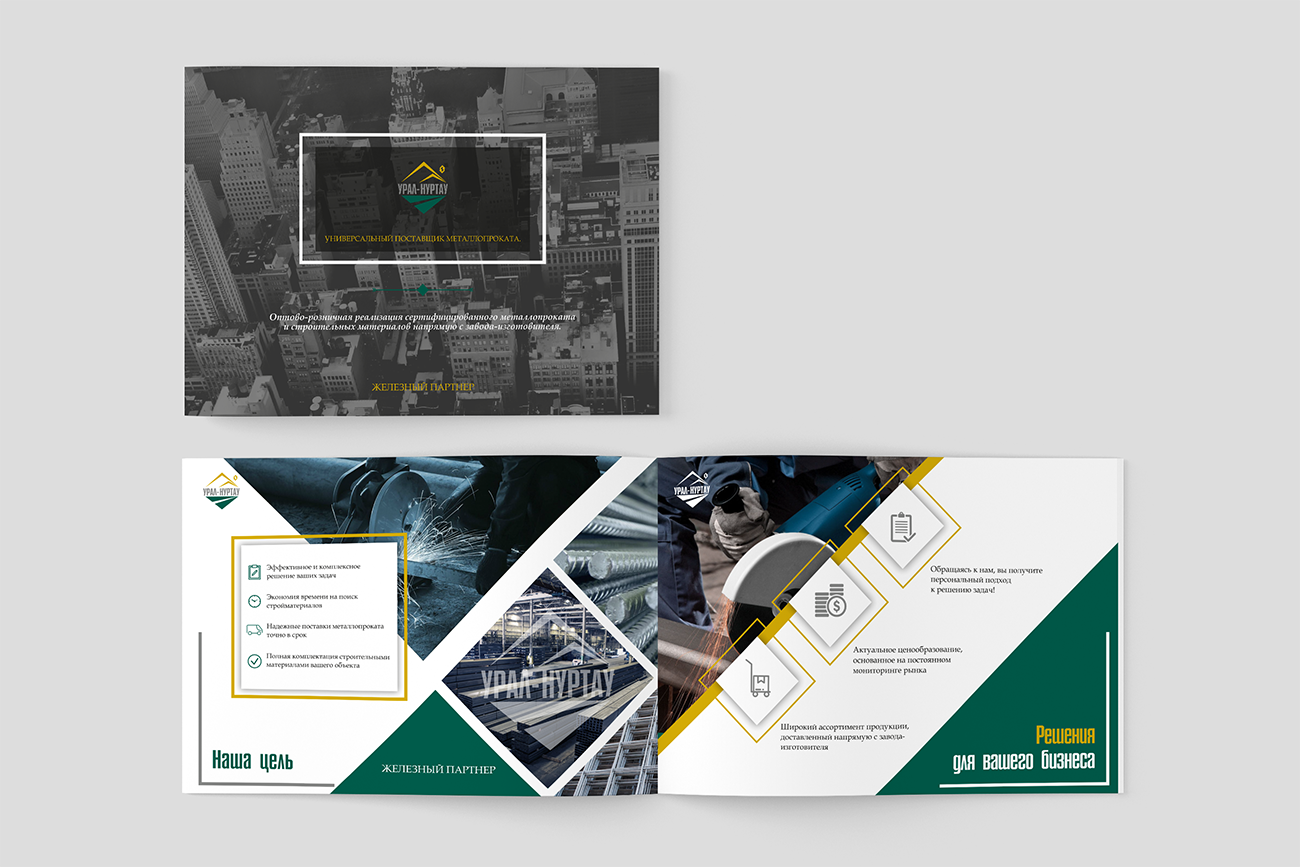 УРАЛ-НУРТАУ
УНИВЕРСАЛЬНЫЙ ПОСТАВЩИК МЕТАЛЛОПРОКАТА.
Оптово-розничная реализация сертифицированного металлопроката
и строительных материалов напрямую с завода-изготовителя.
ЖЕЛЕЗНЫЙ ПАРТНЕР
УРАЛ-НУРТАУ
Эффективное и комплексное
решение ваших задач
Экономия времени на поиск
стройматериалов
Надежные поставки металлопроката
точно в срок
Полная комплектация строительными
материалами вашего объекта
УРАЛ-НУРТАУ
Наша цель
ЖЕЛЕЗНЫЙ ПАРТНЕР
УРАЛ-НУРТАУ
Обращаясь к нам, вы получите
персональный подход
к решению задач!
Актуальное ценообразование,
основанное на постоянном
мониторинге рынка
Широкий ассортимент продукции,
доставленный напрямую с завода-
изготовителя
Решения
для вашего бизнеса